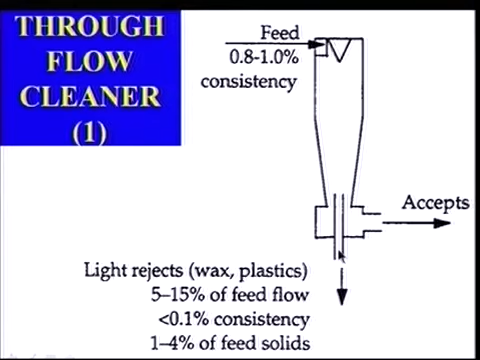 THROUGH
FLOW
CLEANER
(1)
Feed
0.8-1.0%
consistency
Accepts
Light rejects (wax, plastics)
5–15% of feed flow
<0.1% consistency
1–4% of feed solids